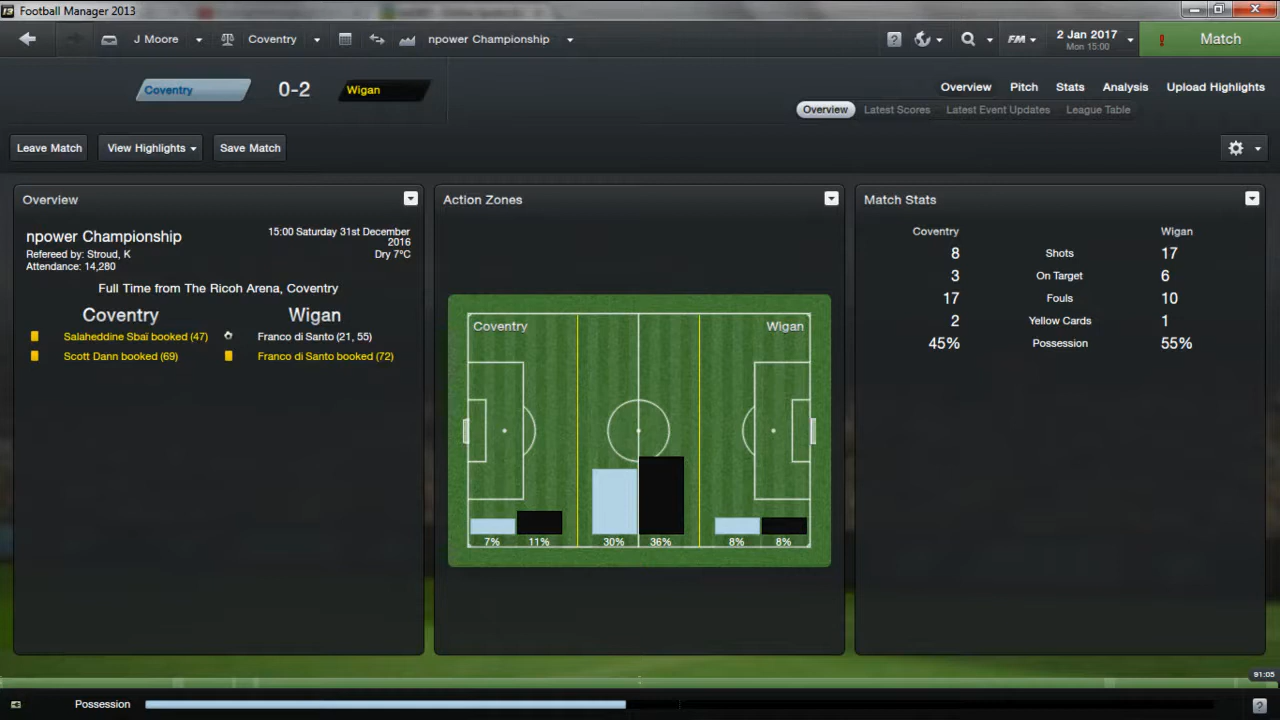 Football Manager 2013
J Moore
Coventry
npower Championship
FM
2 Jan 2017
Mon 15:00
Match
Coventry
0-2
Wigan
Overview
Pitch
Stats
Analysis
Upload Highlights
Overview
Latest Scores
Latest Event Updates
League Table
Leave Match
View Highlights
Save Match
Overview
npower Championship
15:00 Saturday 31st December
2016
Refereed by: Stroud, K
Dry 7°C
Attendance: 14,280
Full Time from The Ricoh Arena, Coventry
Coventry
Wigan
Salaheddine Sbaï booked (47)
Franco di Santo (21, 55)
Scott Dann booked (69)
Franco di Santo booked (72)
Action Zones
Coventry
Wigan
7% 11% 30% 36% 8% 8%
Match Stats
Coventry
Wigan
8 Shots 17
3 On Target 6
17 Fouls 10
2 Yellow Cards 1
45% Possession 55%
91:05
Possession